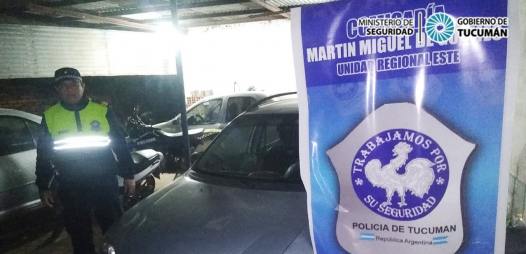 MINISTERIO DE
SEGURIDAD
GOBIERNO DE
TUCUMÁN
MARTIN MIGUEL DE
UNIDAD REGIONAL ESTE
TRABAJAMOS POR
SU SEGURIDAD
POLICIA DE TUCUMAN
República Argentina